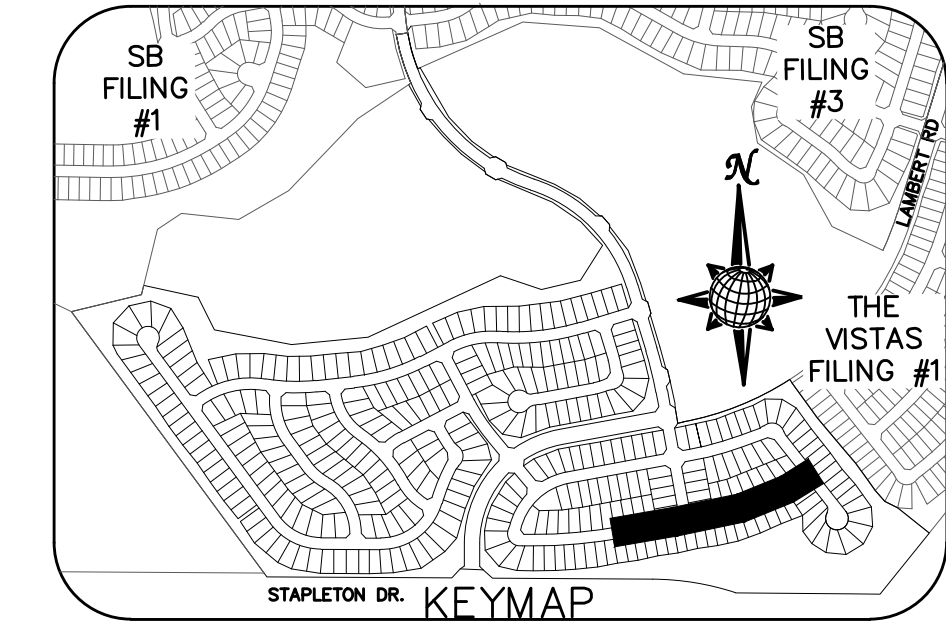 SB
FILING
#1
SB
FILING
#3
LAMBERT RD
N
THE
VISTAS
FILING #1
STAPLETON DR.
KEYMAP